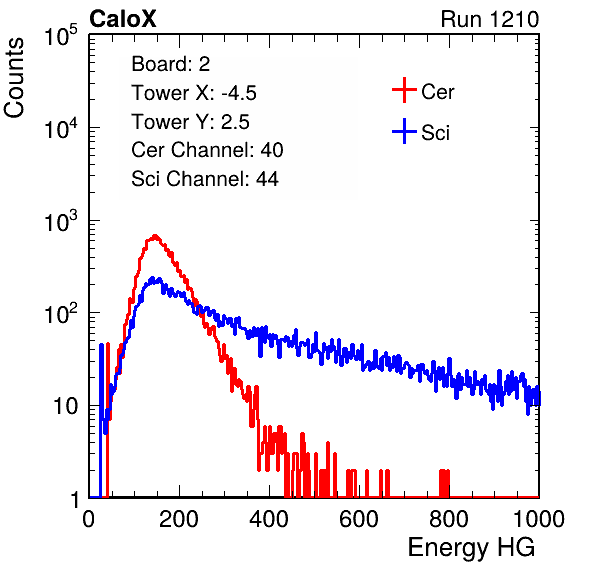 CaloX Run 1210
Counts
Board: 2
Tower X: -4.5
Tower Y: 2.5
Cer Channel: 40
Sci Channel: 44
Cer
Sci
10^5
10^4
10^3
10^2
10
1
0 200 400 600 800 1000
Energy HG